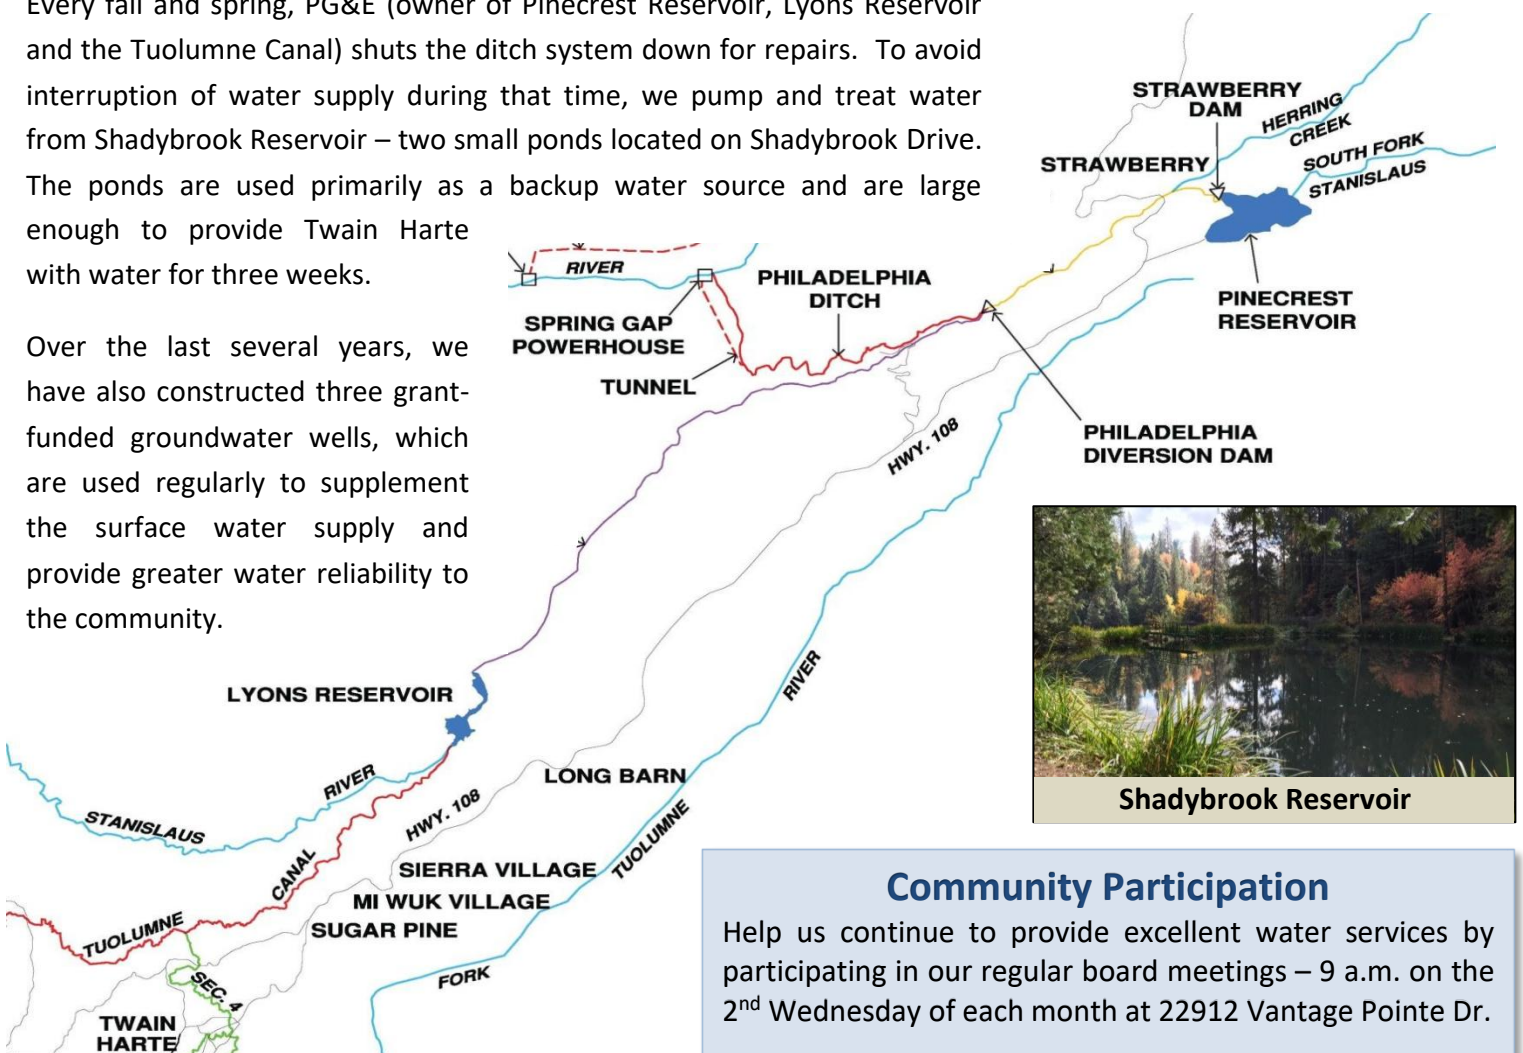 Every fall and spring, PG&E (owner of Pinecrest Reservoir, Lyons Reservoir
and the Tuolumne Canal) shuts the ditch system down for repairs.  To avoid
interruption of water supply during that time, we pump and treat water
from Shadybrook Reservoir – two small ponds located on Shadybrook Drive.
The ponds are used primarily as a backup water source and are large
enough to provide Twain Harte
with water for three weeks.
Over the last several years, we
have also constructed three grant-
funded groundwater wells, which
are used regularly to supplement
the surface water supply and
provide greater water reliability to
the community.
STRAWBERRY
DAM
HERRING
CREEK
STRAWBERRY
SOUTH FORK
STANISLAUS
PINECREST
RESERVOIR
RIVER
SPRING GAP
POWERHOUSE
TUNNEL
PHILADELPHIA
DITCH
PHILADELPHIA
DIVERSION DAM
HWY. 108
RIVER
LYONS RESERVOIR
LONG BARN
RIVER
STANISLAUS
HWY. 108
TUOLUMNE
CANAL
SIERRA VILLAGE
MI WUK VILLAGE
SUGAR PINE
TUOLUMNE
SEC. 4
FORK
TWAIN
HARTE
Shadybrook Reservoir
Community Participation
Help us continue to provide excellent water services by
participating in our regular board meetings – 9 a.m. on the
2nd Wednesday of each month at 22912 Vantage Pointe Dr.